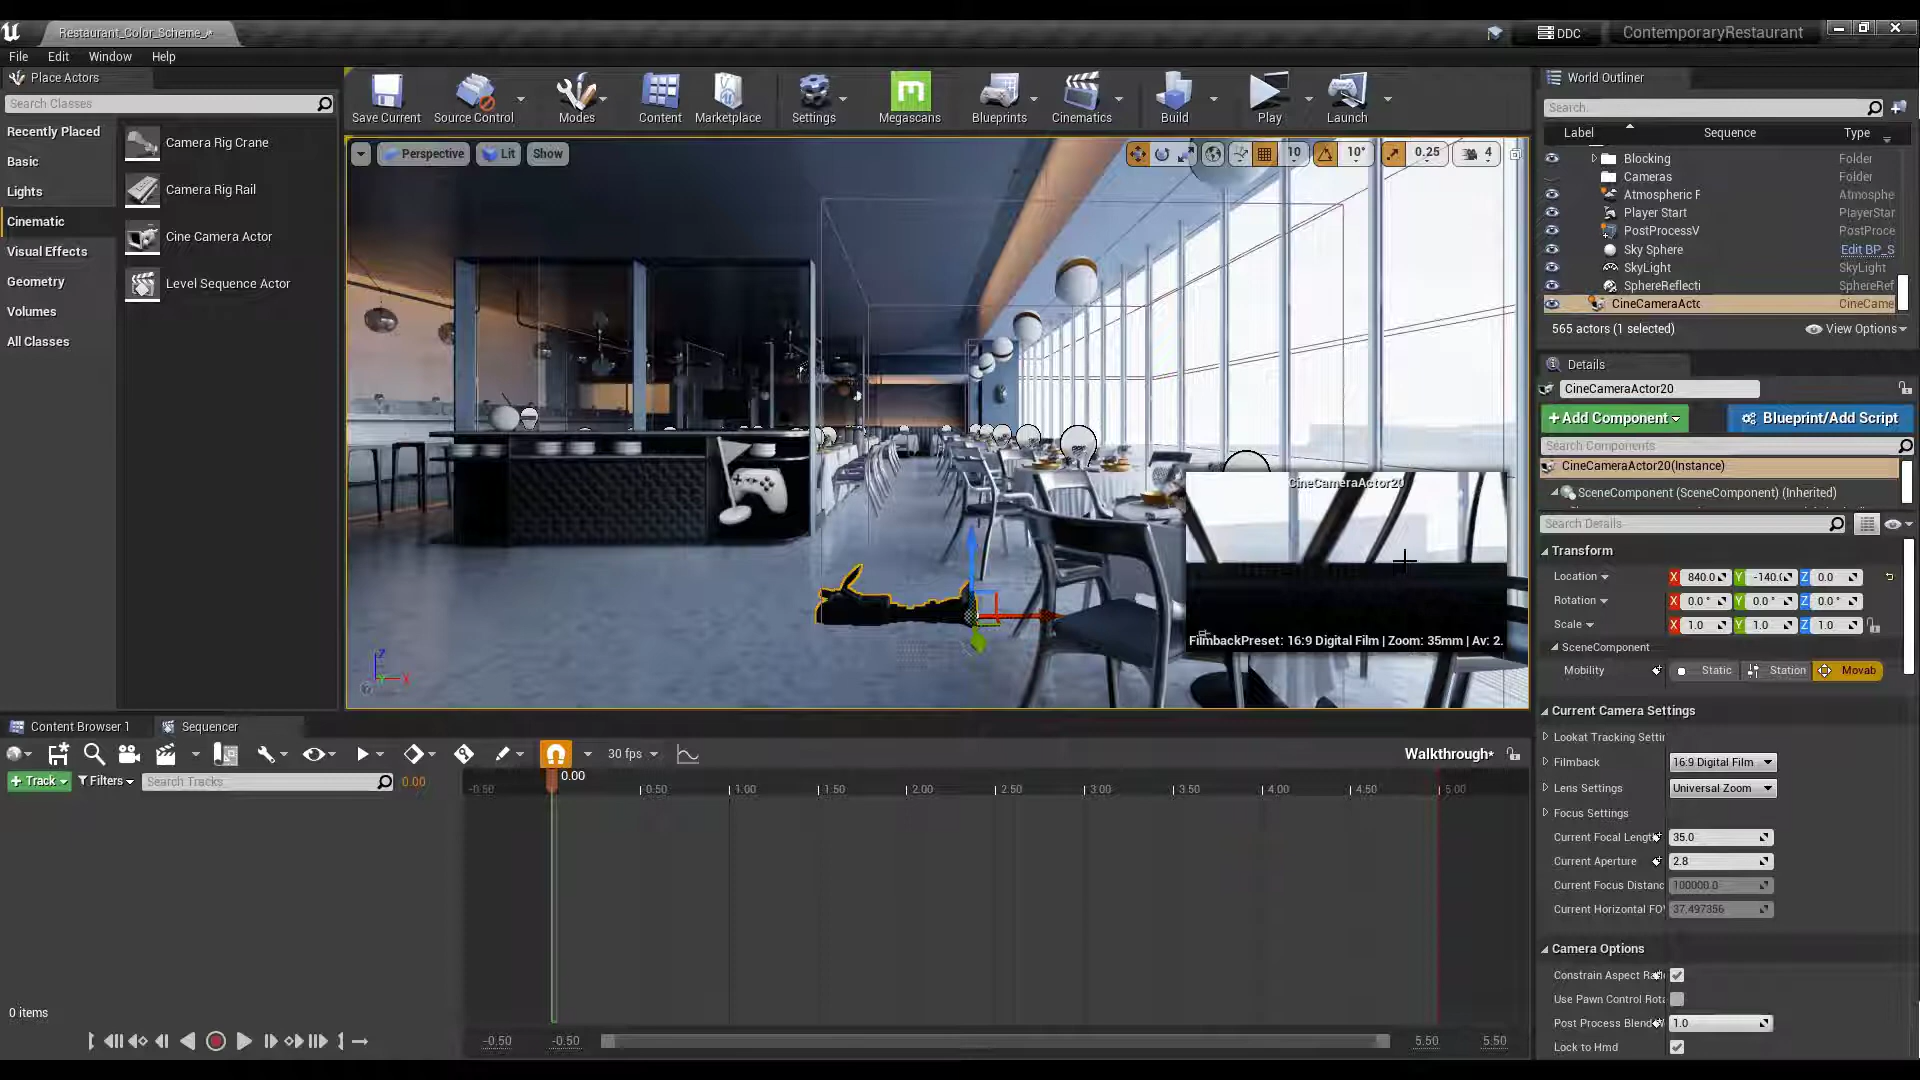 Restaurant_Color_Scheme_*
DDC
ContemporaryRestaurant
File Edit Window Help
Place Actors
Search Classes
Recently Placed
Basic
Lights
Cinematic
Visual Effects
Geometry
Volumes
All Classes
Camera Rig Crane
Camera Rig Rail
Cine Camera Actor
Level Sequence Actor
Save Current
Source Control
Modes
Content
Marketplace
Settings
Megascans
Blueprints
Cinematics
Build
Play
Launch
Perspective Lit Show
10 10° 0.25 4
CineCameraActor20
FilmbackPreset: 16:9 Digital Film | Zoom: 35mm | Av: 2.
World Outliner
Search
Label Sequence Type
Blocking Folder
Cameras Folder
Atmospheric F Atmosphe
Player Start PlayerStar
PostProcessV PostProce
Sky Sphere Edit BP_S
SkyLight SkyLight
SphereReflecti SphereRef
CineCameraActo CineCame
565 actors (1 selected) View Options
Details
CineCameraActor20
+ Add Component Blueprint/Add Script
Search Components
CineCameraActor20(Instance)
SceneComponent (SceneComponent) (Inherited)
Search Details
Transform
Location X 840.0 Y -140.0 Z 0.0
Rotation X 0.0 ° Y 0.0 ° Z 0.0 °
Scale X 1.0 Y 1.0 Z 1.0
SceneComponent
Mobility Static Station Movab
Current Camera Settings
Lookat Tracking Settin
Filmback 16:9 Digital Film
Lens Settings Universal Zoom
Focus Settings
Current Focal Length 35.0
Current Aperture 2.8
Current Focus Distanc 100000.0
Current Horizontal FO 37.497356
Camera Options
Constrain Aspect Ra
Use Pawn Control Rota
Post Process Blend 1.0
Lock to Hmd
Content Browser 1
Sequencer
30 fps
Walkthrough*
+ Track Filters Search Tracks 0.00
0.00
-0.50 0.50 1.00 1.50 2.00 2.50 3.00 3.50 4.00 4.50 5.00
0 items
-0.50 -0.50 5.50 5.50